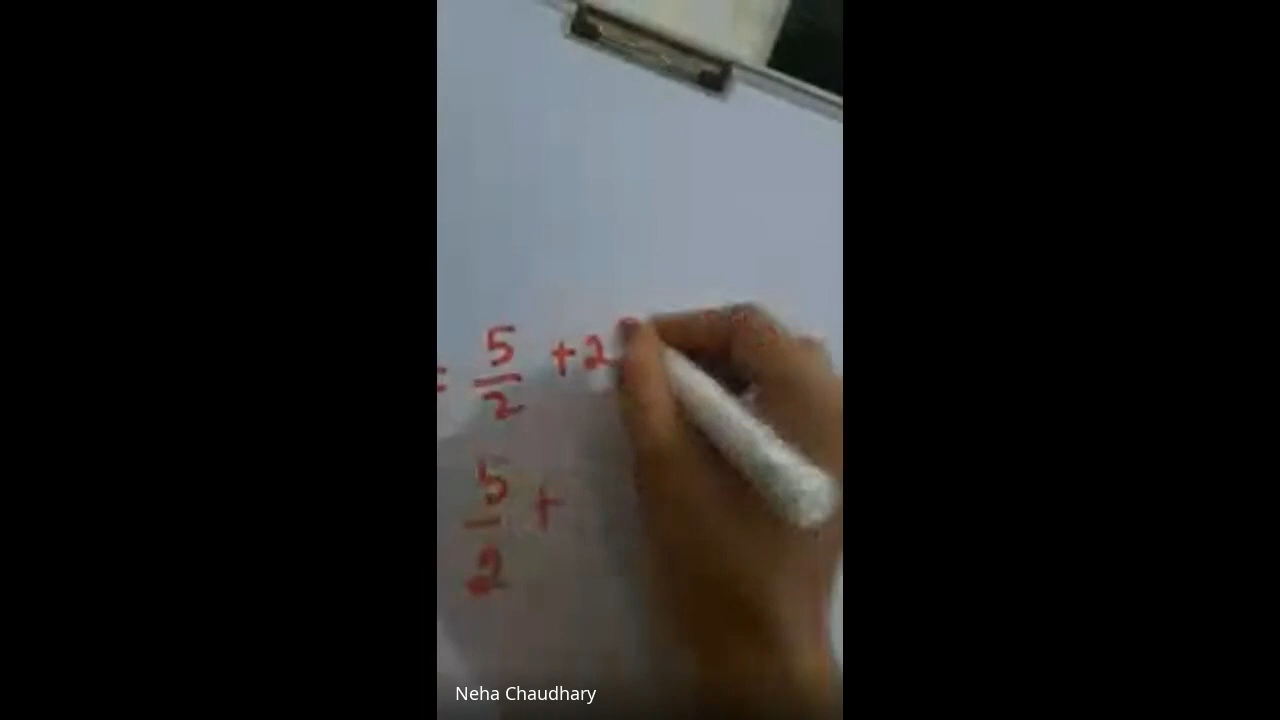 = 5/2 + 2
5/2 +
Neha Chaudhary